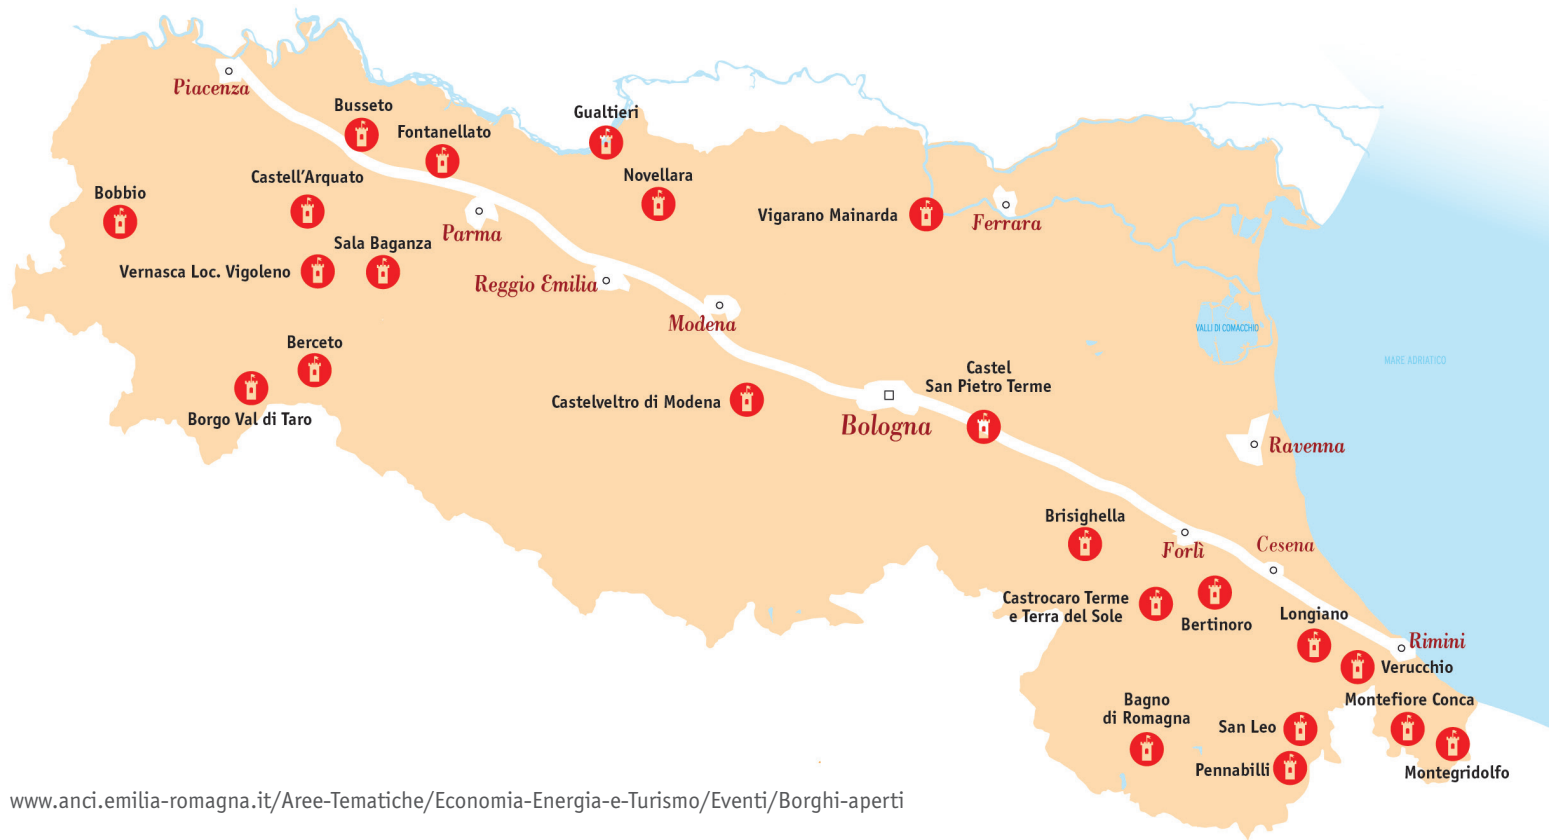 Piacenza
Busseto
Gualtieri
Fontanellato
Castell'Arquato
Novellara
Bobbio
Vigarano Mainarda
Ferrara
Parma
Sala Baganza
Vernasca Loc. Vigoleno
Reggio Emilia
Modena
VALLI DI COMACCHIO
Berceto
MARE ADRIATICO
Castel
San Pietro Terme
Castelveltro di Modena
Borgo Val di Taro
Bologna
Ravenna
Brisighella
Forlì
Cesena
Castrocaro Terme
e Terra del Sole
Bertinoro
Longiano
Rimini
Verucchio
Bagno
di Romagna
Montefiore Conca
San Leo
Pennabilli
Montegridolfo
www.anci.emilia-romagna.it/Aree-Tematiche/Economia-Energia-e-Turismo/Eventi/Borghi-aperti